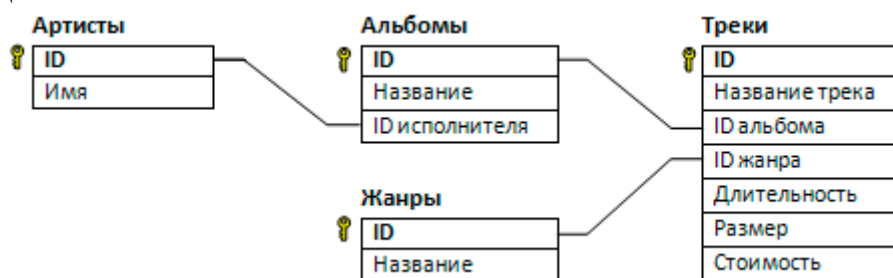 Артисты
ID
Имя
Альбомы
ID
Название
ID исполнителя
Жанры
ID
Название
Треки
ID
Название трека
ID альбома
ID жанра
Длительность
Размер
Стоимость